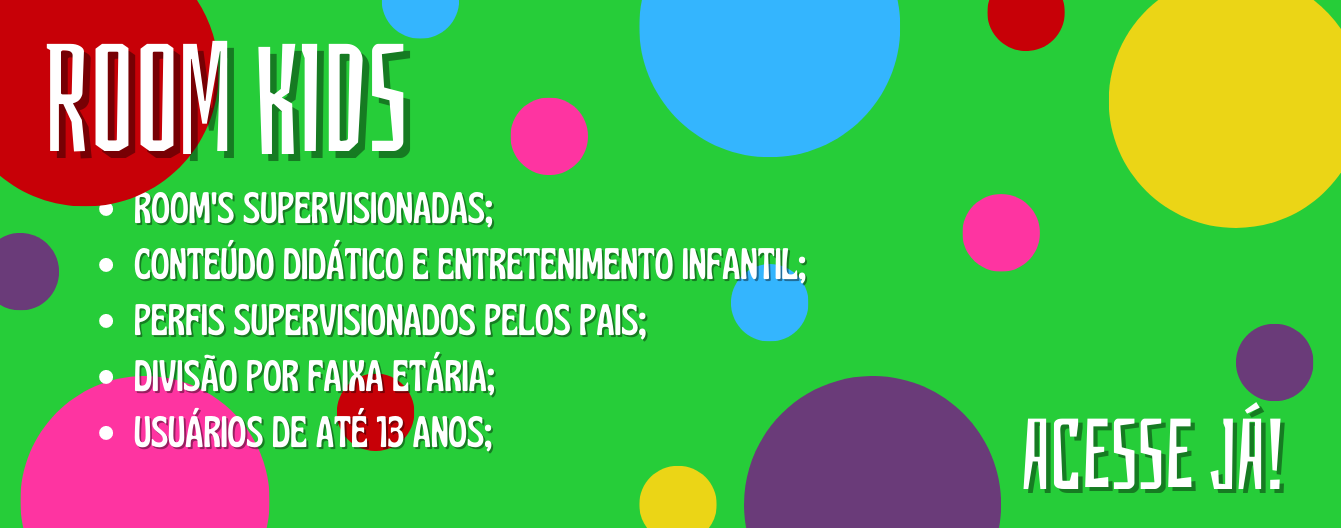 ROOM KIDS
• ROOM'S SUPERVISIONADAS;
• CONTEÚDO DIDÁTICO E ENTRETENIMENTO INFANTIL;
• PERFIS SUPERVISIONADOS PELOS PAIS;
• DIVISÃO POR FAIXA ETÁRIA;
• USUÁRIOS DE ATÉ 13 ANOS;
ACESSE JÁ!